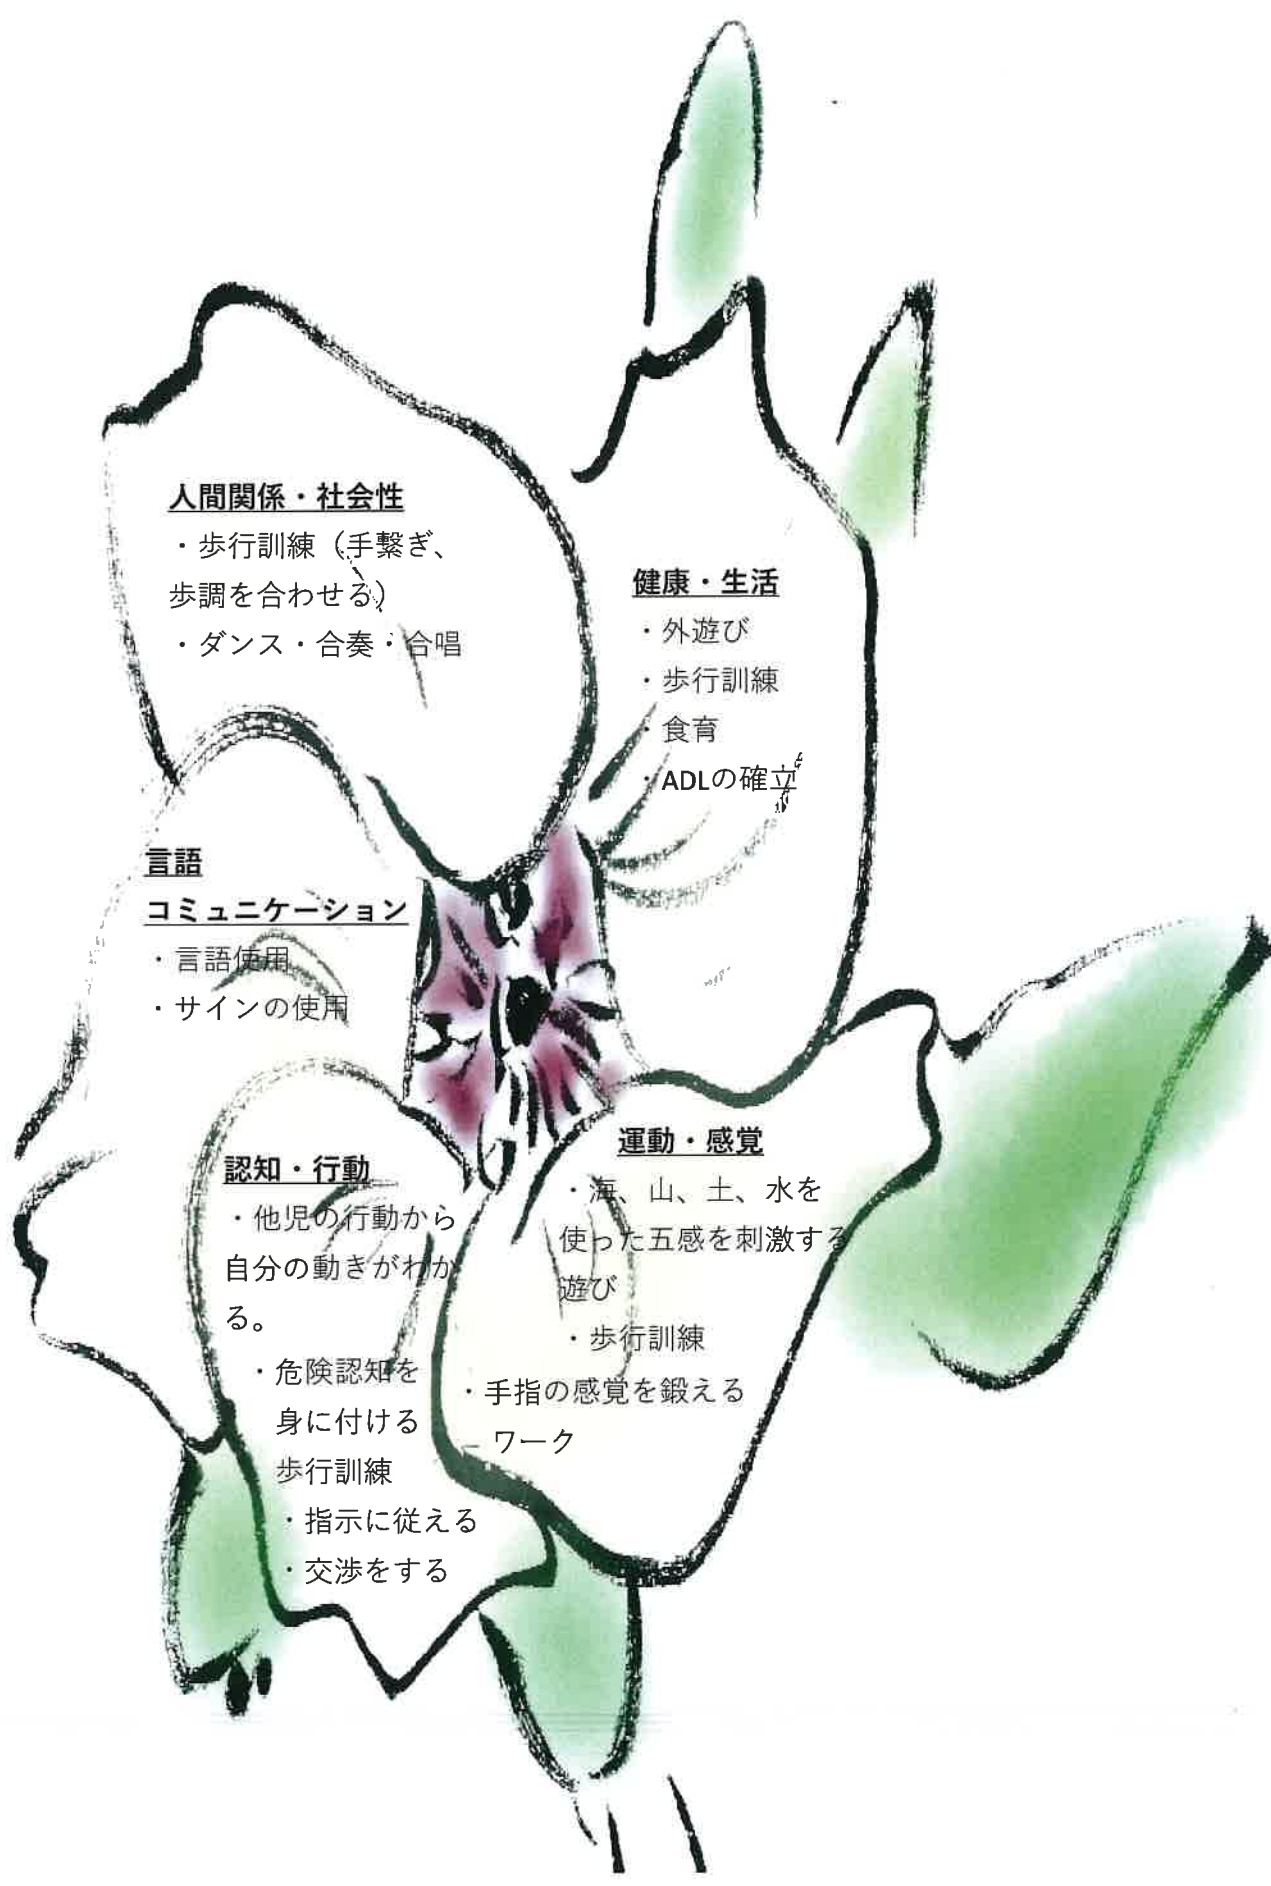 人間関係・社会性
・歩行訓練（手繋ぎ、
歩調を合わせる）
・ダンス・合奏・合唱
健康・生活
・外遊び
・歩行訓練
・食育
・ADLの確立
言語
コミュニケーション
・言語使用
・サインの使用
認知・行動
・他児の行動から
自分の動きがわか
る。
・危険認知を
身に付ける
歩行訓練
・指示に従える
・交渉をする
運動・感覚
・海、山、土、水を
使った五感を刺激する
遊び
・歩行訓練
・手指の感覚を鍛える
ワーク